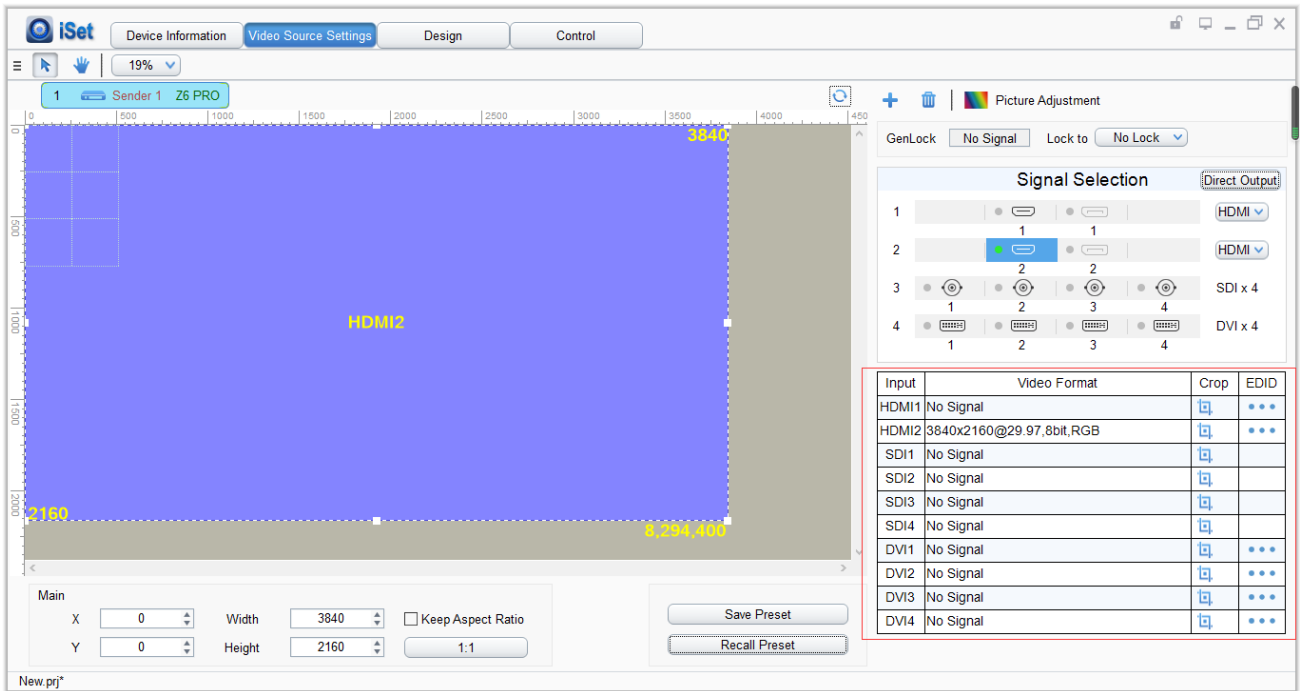 iSet
Device Information Video Source Settings Design Control
19%
1 Sender 1 Z6 PRO
Picture Adjustment
0 500 1000 1500 2000 2500 3000 3500 4000 450
0
500
1000
1500
2000
3840
HDMI2
2160
8,294,400
GenLock No Signal Lock to No Lock
Signal Selection Direct Output
1 HDMI
1 1
2 HDMI
2 2
3 SDI x 4
1 2 3 4
4 DVI x 4
1 2 3 4
Input Video Format Crop EDID
HDMI1 No Signal
HDMI2 3840x2160@29.97,8bit,RGB
SDI1 No Signal
SDI2 No Signal
SDI3 No Signal
SDI4 No Signal
DVI1 No Signal
DVI2 No Signal
DVI3 No Signal
DVI4 No Signal
Main
X 0 Width 3840 Keep Aspect Ratio
Y 0 Height 2160 1:1
Save Preset
Recall Preset
New.prj*